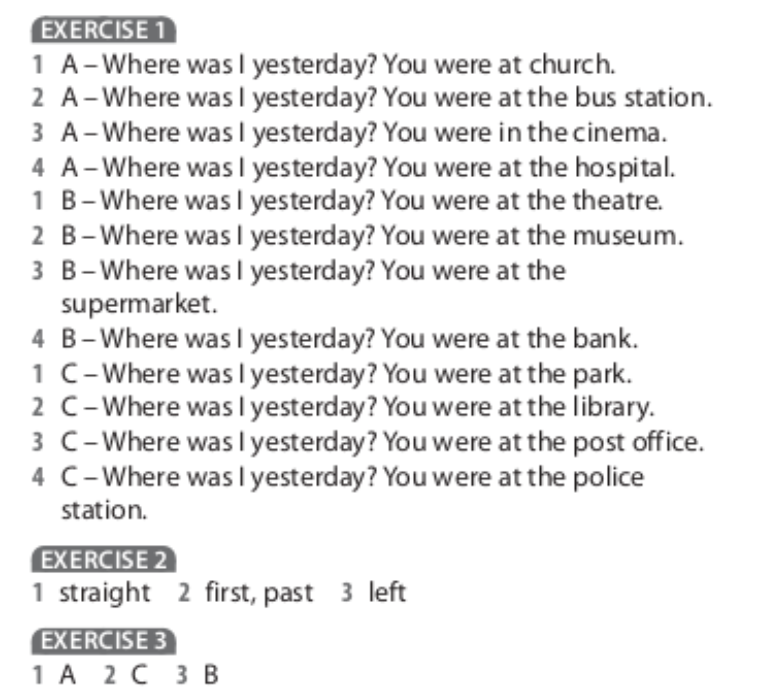 EXERCISE 1
1 A – Where was I yesterday? You were at church.
2 A – Where was I yesterday? You were at the bus station.
3 A – Where was I yesterday? You were in the cinema.
4 A – Where was I yesterday? You were at the hospital.
1 B – Where was I yesterday? You were at the theatre.
2 B – Where was I yesterday? You were at the museum.
3 B – Where was I yesterday? You were at the
supermarket.
4 B – Where was I yesterday? You were at the bank.
1 C – Where was I yesterday? You were at the park.
2 C – Where was I yesterday? You were at the library.
3 C – Where was I yesterday? You were at the post office.
4 C – Where was I yesterday? You were at the police
station.
EXERCISE 2
1 straight 2 first, past 3 left
EXERCISE 3
1 A 2 C 3 B